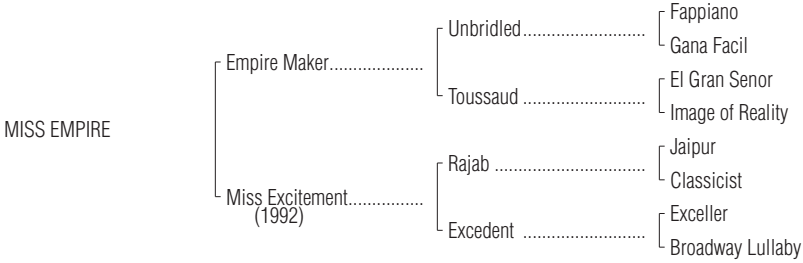 Fappiano
Unbridled
Gana Facil
Empire Maker
El Gran Senor
Toussaud
Image of Reality
MISS EMPIRE
Jaipur
Rajab
Classicist
Miss Excitement
(1992)
Exceller
Excedent
Broadway Lullaby